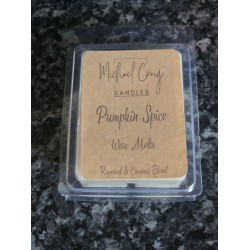 Michael Craig
CANDLES
Pumpkin Spice
Wax Melts
Rapeseed & Coconut Blend